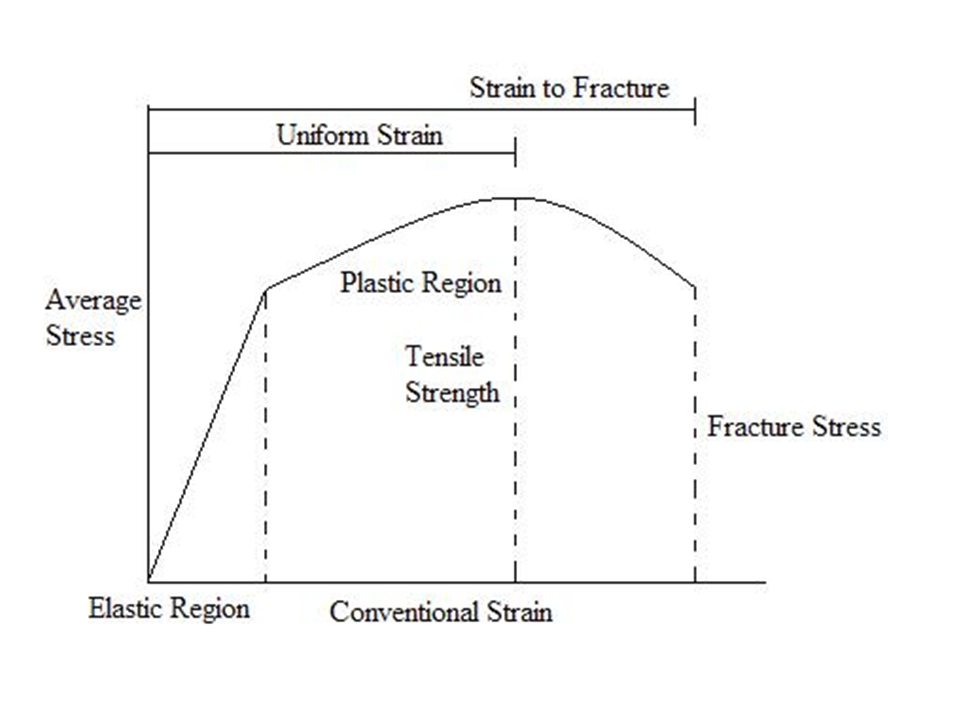 Strain to Fracture
Uniform Strain
Plastic Region
Average
Stress
Tensile
Strength
Fracture Stress
Elastic Region
Conventional Strain